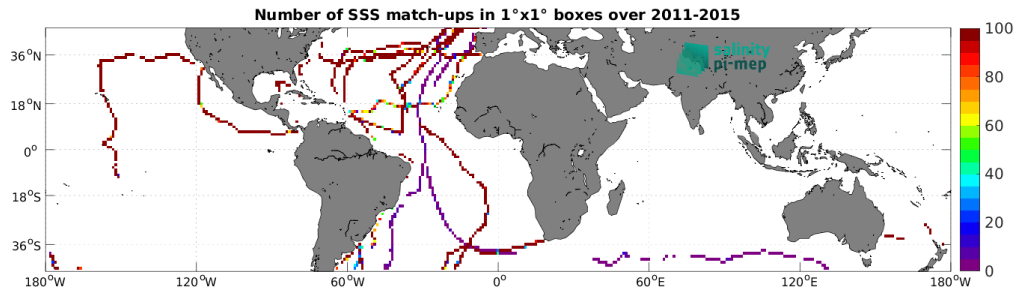 Number of SSS match-ups in 1°x1° boxes over 2011-2015
salinity
pi-mep
36°N
18°N
0°
18°S
36°S
180°W
120°W
60°W
0°
60°E
120°E
180°W
100
80
60
40
20
0